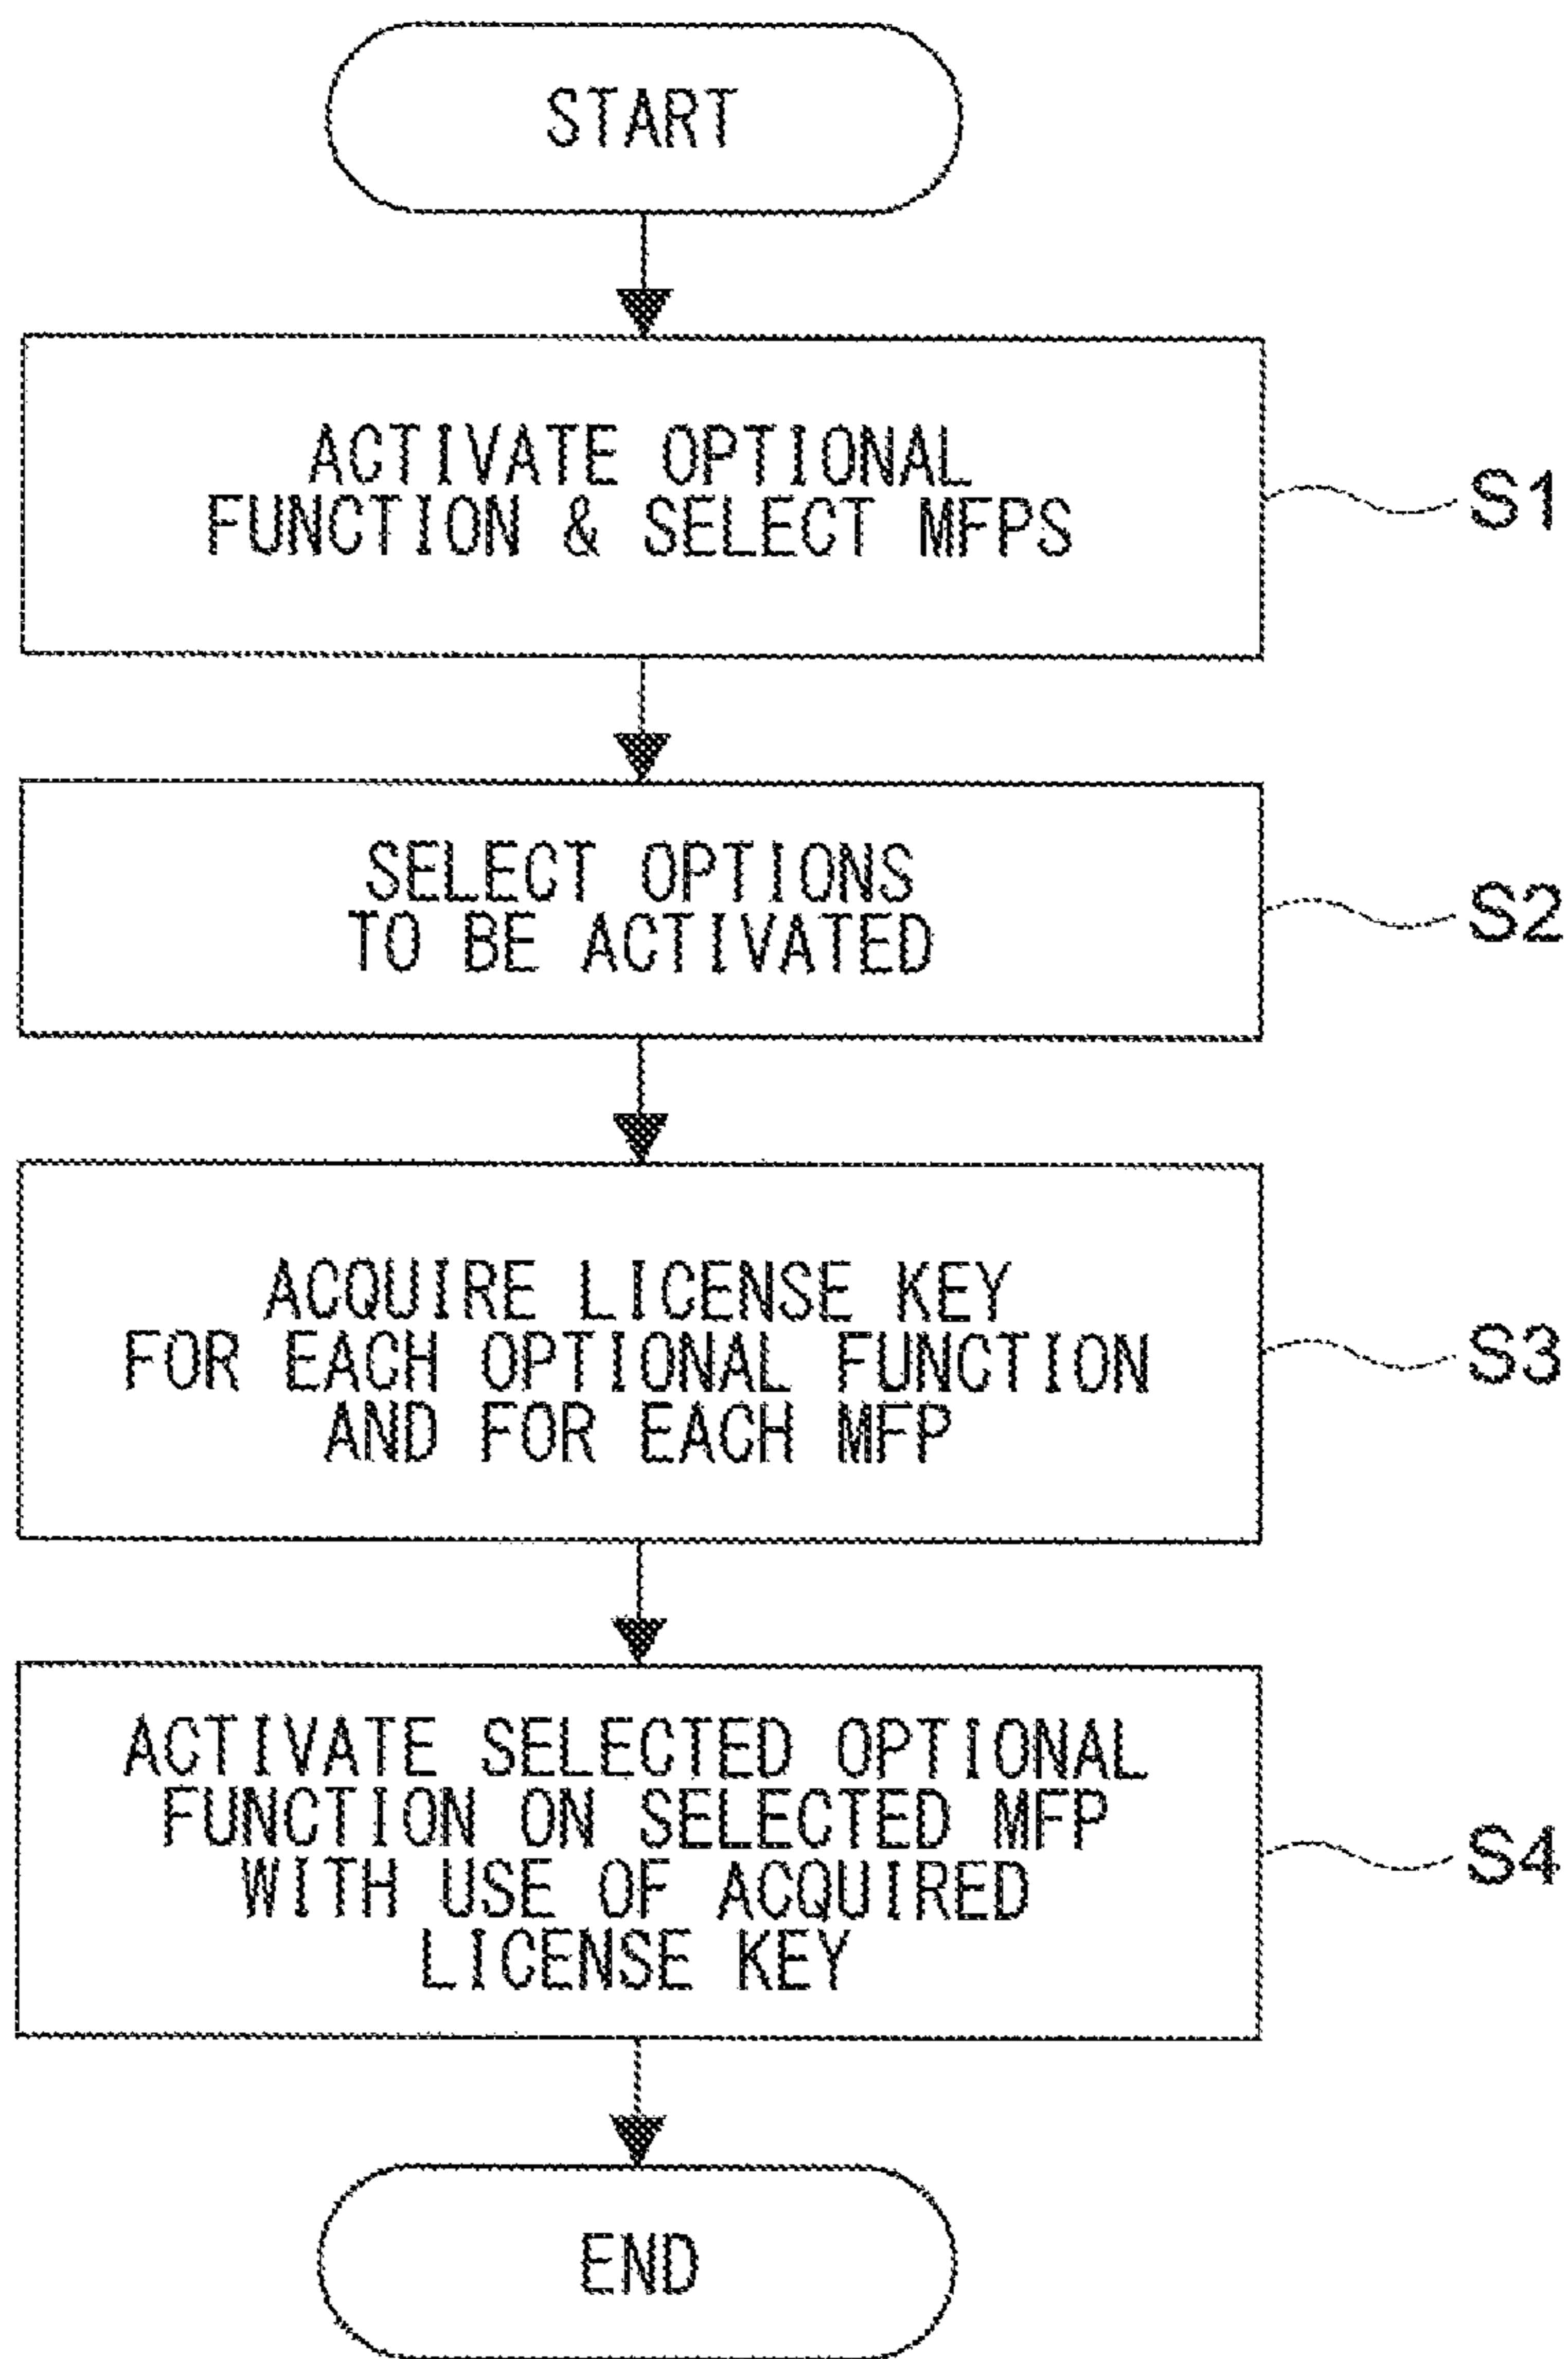 START
ACTIVATE OPTIONAL
FUNCTION & SELECT MFPS
S1
SELECT OPTIONS
TO BE ACTIVATED
S2
ACQUIRE LICENSE KEY
FOR EACH OPTIONAL FUNCTION
AND FOR EACH MFP
S3
ACTIVATE SELECTED OPTIONAL
FUNCTION ON SELECTED MFP
WITH USE OF ACQUIRED
LICENSE KEY
S4
END